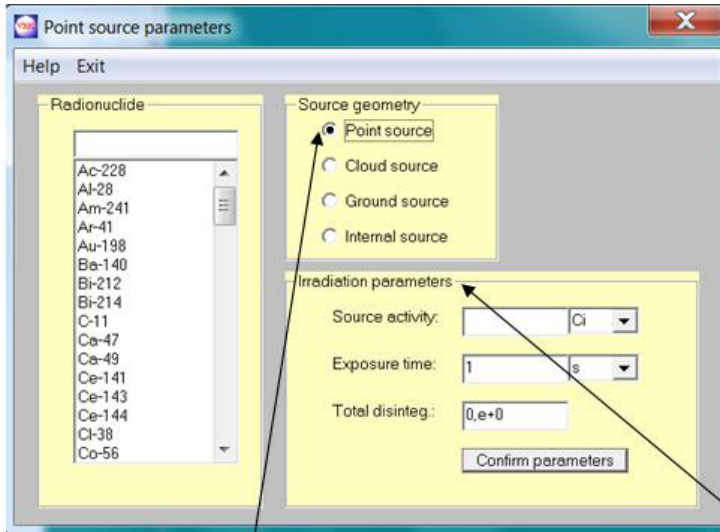 Point source parameters
Help Exit
Radionuclide
Ac-228
Al-28
Am-241
Ar-41
Au-198
Ba-140
Bi-212
Bi-214
C-11
Ca-47
Ca-49
Ce-141
Ce-143
Ce-144
Cl-38
Co-56
Source geometry
Point source
Cloud source
Ground source
Internal source
Irradiation parameters
Source activity: Ci
Exposure time: 1 s
Total disinteg.: 0,e+0
Confirm parameters